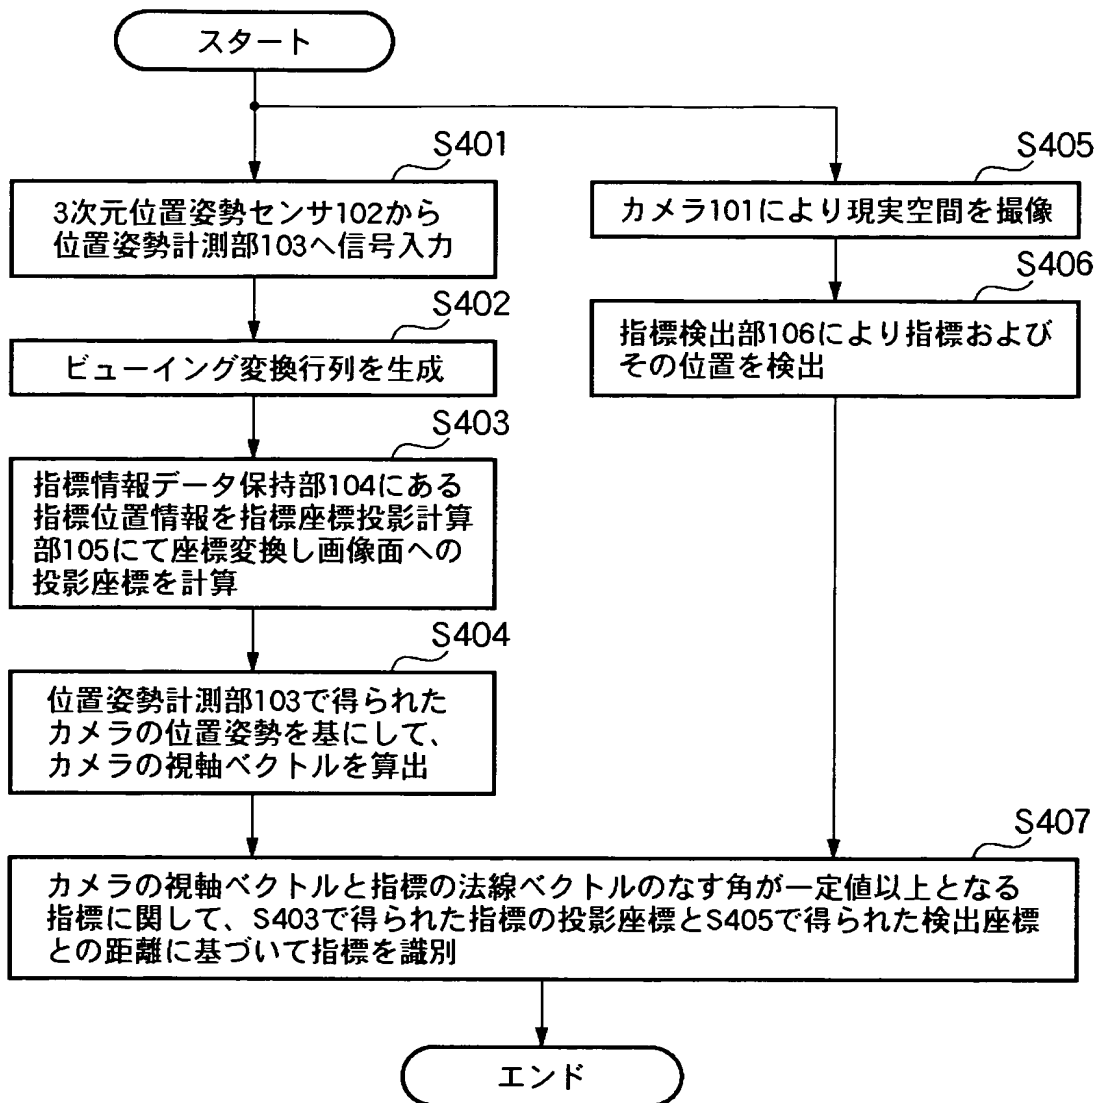 スタート
S401
3次元位置姿勢センサ102から
位置姿勢計測部103へ信号入力
S402
ビューイング変換行列を生成
S403
指標情報データ保持部104にある
指標位置情報を指標座標投影計算
部105にて座標変換し画像面への
投影座標を計算
S404
位置姿勢計測部103で得られた
カメラの位置姿勢を基にして、
カメラの視軸ベクトルを算出
S405
カメラ101により現実空間を撮像
S406
指標検出部106により指標および
その位置を検出
S407
カメラの視軸ベクトルと指標の法線ベクトルのなす角が一定値以上となる
指標に関して、S403で得られた指標の投影座標とS405で得られた検出座標
との距離に基づいて指標を識別
エンド